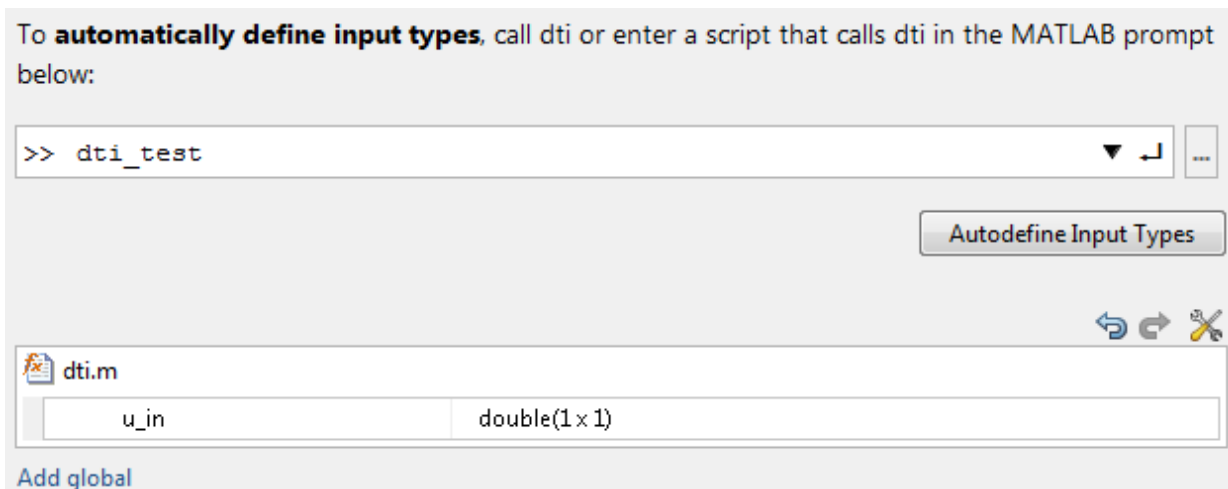 To automatically define input types, call dti or enter a script that calls dti in the MATLAB prompt
below:
>> dti_test
...
Autodefine Input Types
fx dti.m
u_in double(1 x 1)
Add global